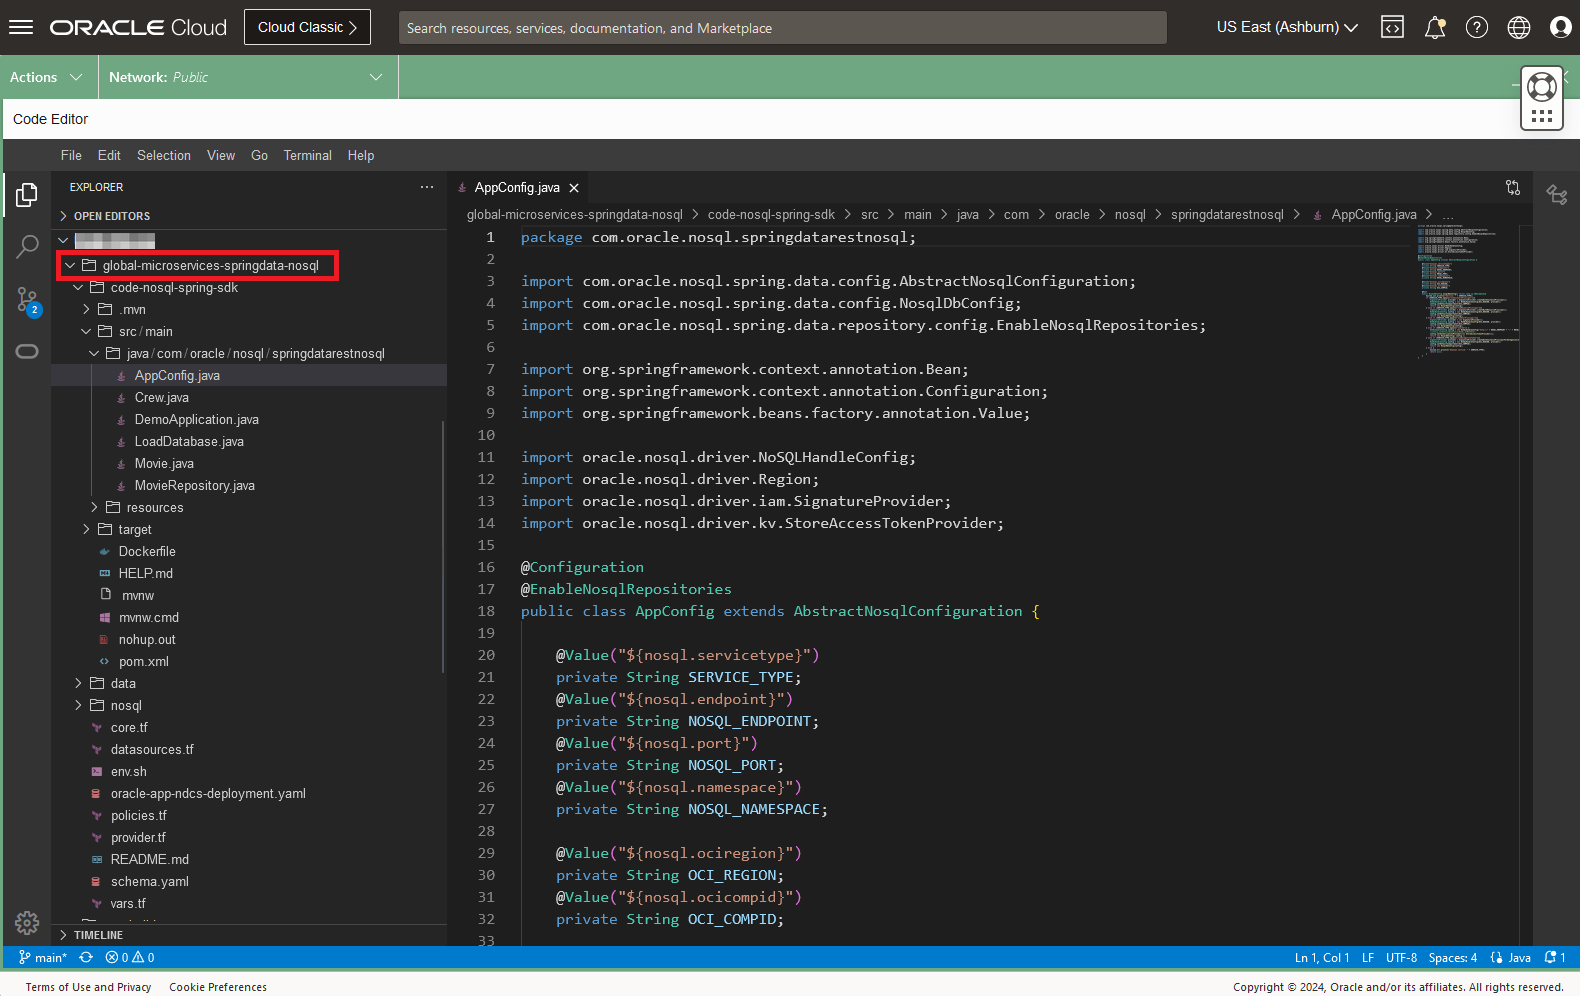 ORACLE Cloud
Cloud Classic
Search resources, services, documentation, and Marketplace
US East (Ashburn)
Actions
Network: Public
Code Editor
File Edit Selection View Go Terminal Help
EXPLORER
OPEN EDITORS
global-microservices-springdata-nosql
code-nosql-spring-sdk
.mvn
src / main
java / com / oracle / nosql / springdatarestnosql
AppConfig.java
Crew.java
DemoApplication.java
LoadDatabase.java
Movie.java
MovieRepository.java
resources
target
Dockerfile
HELP.md
mvnw
mvnw.cmd
nohup.out
pom.xml
data
nosql
core.tf
datasources.tf
env.sh
oracle-app-ndcs-deployment.yaml
policies.tf
provider.tf
README.md
schema.yaml
vars.tf
TIMELINE
2
AppConfig.java
global-microservices-springdata-nosql > code-nosql-spring-sdk > src > main > java > com > oracle > nosql > springdatarestnosql > AppConfig.java > ...
1 package com.oracle.nosql.springdatarestnosql;
2
3 import com.oracle.nosql.spring.data.config.AbstractNosqlConfiguration;
4 import com.oracle.nosql.spring.data.config.NosqlDbConfig;
5 import com.oracle.nosql.spring.data.repository.config.EnableNosqlRepositories;
6
7 import org.springframework.context.annotation.Bean;
8 import org.springframework.context.annotation.Configuration;
9 import org.springframework.beans.factory.annotation.Value;
10
11 import oracle.nosql.driver.NoSQLHandleConfig;
12 import oracle.nosql.driver.Region;
13 import oracle.nosql.driver.iam.SignatureProvider;
14 import oracle.nosql.driver.kv.StoreAccessTokenProvider;
15
16 @Configuration
17 @EnableNosqlRepositories
18 public class AppConfig extends AbstractNosqlConfiguration {
19
20 @Value("${nosql.servicetype}")
21 private String SERVICE_TYPE;
22 @Value("${nosql.endpoint}")
23 private String NOSQL_ENDPOINT;
24 @Value("${nosql.port}")
25 private String NOSQL_PORT;
26 @Value("${nosql.namespace}")
27 private String NOSQL_NAMESPACE;
28
29 @Value("${nosql.ociregion}")
30 private String OCI_REGION;
31 @Value("${nosql.ocicompid}")
32 private String OCI_COMPID;
33
main* 0 0
Ln 1, Col 1 LF UTF-8 Spaces: 4 Java 1
Terms of Use and Privacy Cookie Preferences
Copyright © 2024, Oracle and/or its affiliates. All rights reserved.